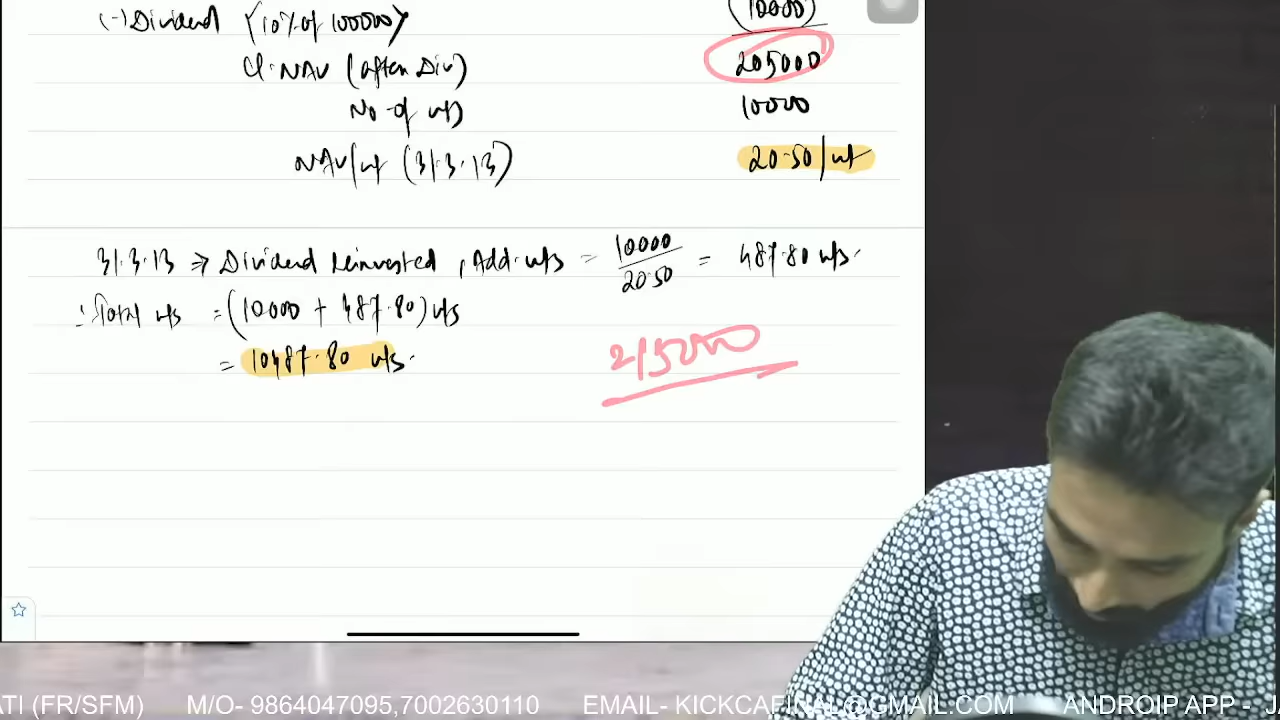 (-) Dividend {10% of 100000} (10000)
Cl. NAV (after Div) 205000
No of uts 10000
NAV/ut (31.3.13) 20.50/ut
31.3.13 ⇒ Dividend reinvested, Add. uts = 10000/20.50 = 487.80 uts.
∴ Total uts = (10000 + 487.80) uts
= 10487.80 uts.
215000
ATI (FR/SFM) M/O- 9864047095,7002630110 EMAIL- KICKCAFINAL@GMAIL.COM ANDROIP APP - J